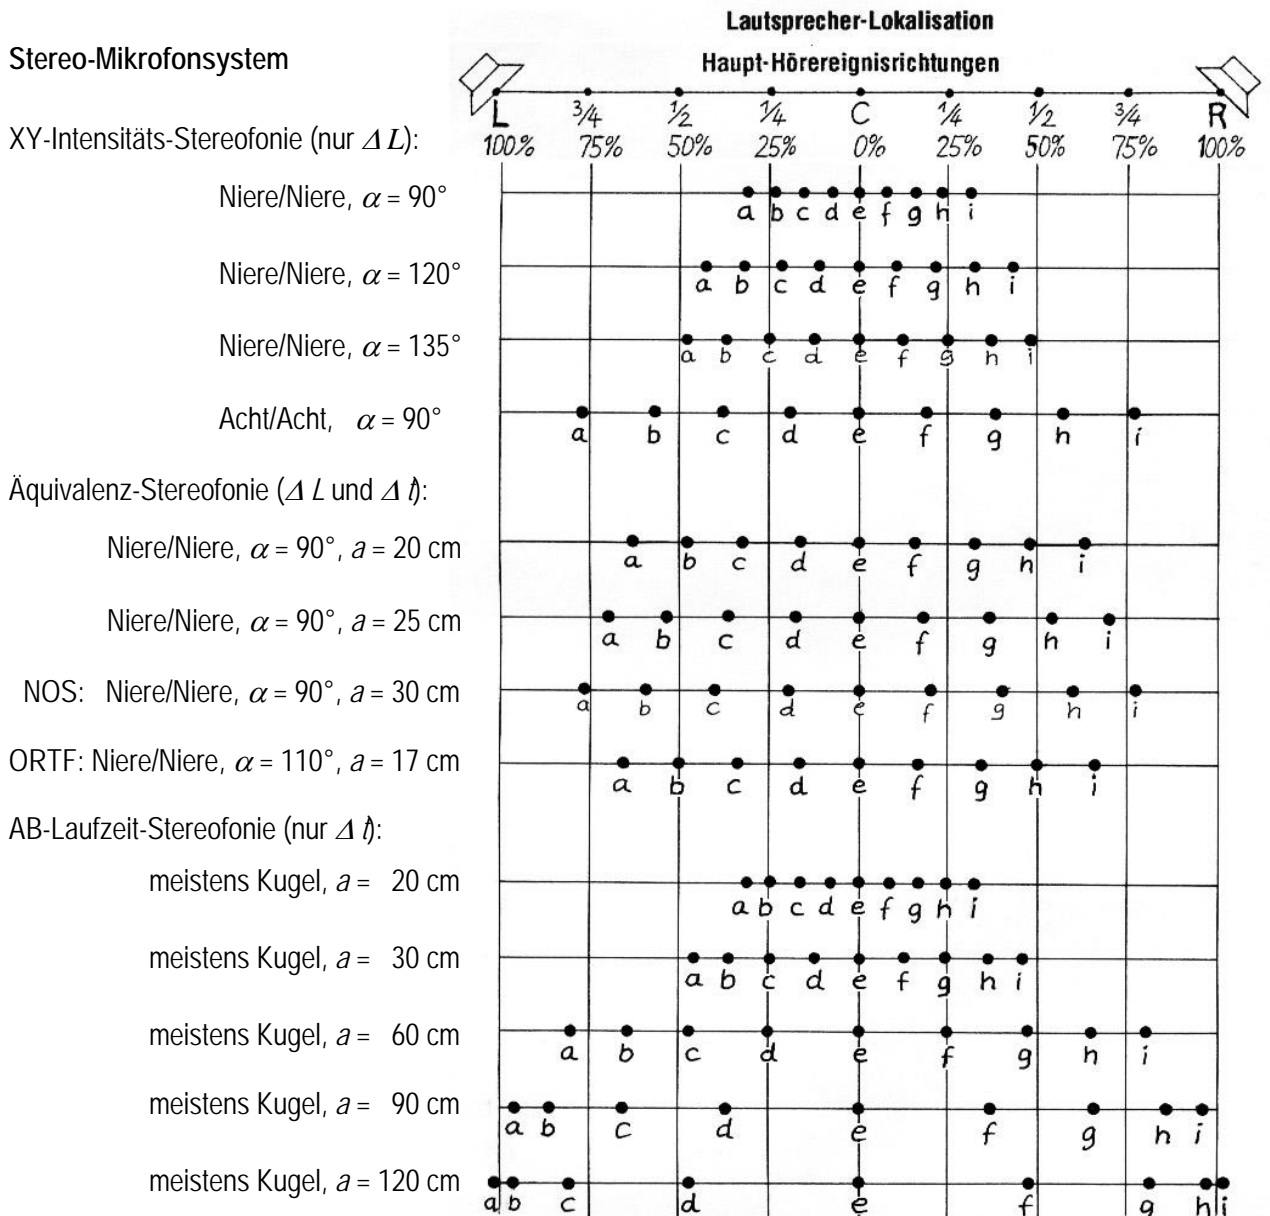 Lautsprecher-Lokalisation
Stereo-Mikrofonsystem
Haupt-Hörereignisrichtungen
L ¾ ½ ¼ C ¼ ½ ¾ R
XY-Intensitäts-Stereofonie (nur Δ L):
100% 75% 50% 25% 0% 25% 50% 75% 100%
Niere/Niere, α = 90°
a b c d e f g h i
Niere/Niere, α = 120°
a b c d e f g h i
Niere/Niere, α = 135°
a b c d e f g h i
Acht/Acht, α = 90°
a b c d e f g h i
Äquivalenz-Stereofonie (Δ L und Δ t):
Niere/Niere, α = 90°, a = 20 cm
a b c d e f g h i
Niere/Niere, α = 90°, a = 25 cm
a b c d e f g h i
NOS: Niere/Niere, α = 90°, a = 30 cm
a b c d e f g h i
ORTF: Niere/Niere, α = 110°, a = 17 cm
a b c d e f g h i
AB-Laufzeit-Stereofonie (nur Δ t):
meistens Kugel, a = 20 cm
a b c d e f g h i
meistens Kugel, a = 30 cm
a b c d e f g h i
meistens Kugel, a = 60 cm
a b c d e f g h i
meistens Kugel, a = 90 cm
a b c d e f g h i
meistens Kugel, a = 120 cm
a b c d e f g h i